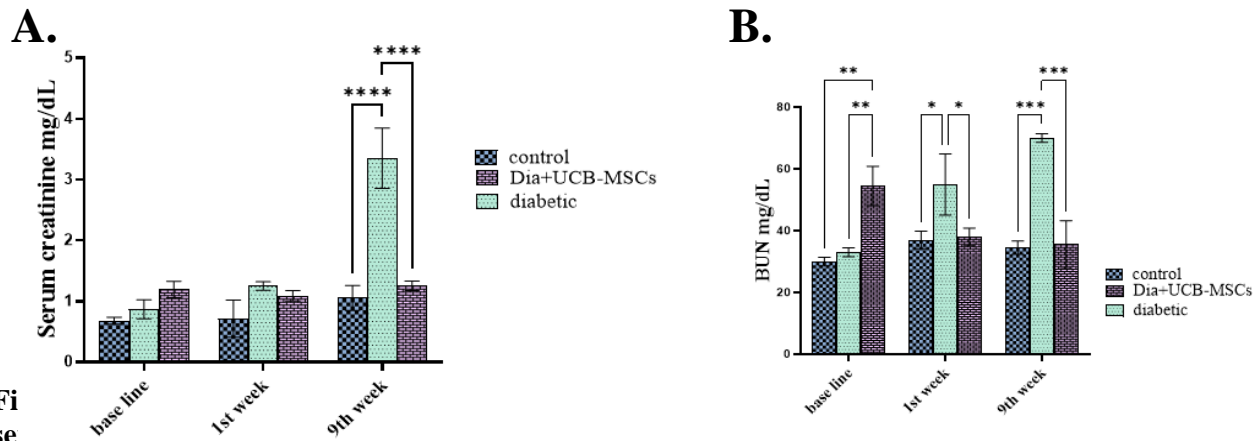 A.
Serum creatinine mg/dL
5
4
3
2
1
0
****
****
base line
1st week
9th week
control
Dia+UCB-MSCs
diabetic
B.
BUN mg/dL
80
60
40
20
0
**
**
*
*
***
***
base line
1st week
9th week
control
Dia+UCB-MSCs
diabetic
Fi
se